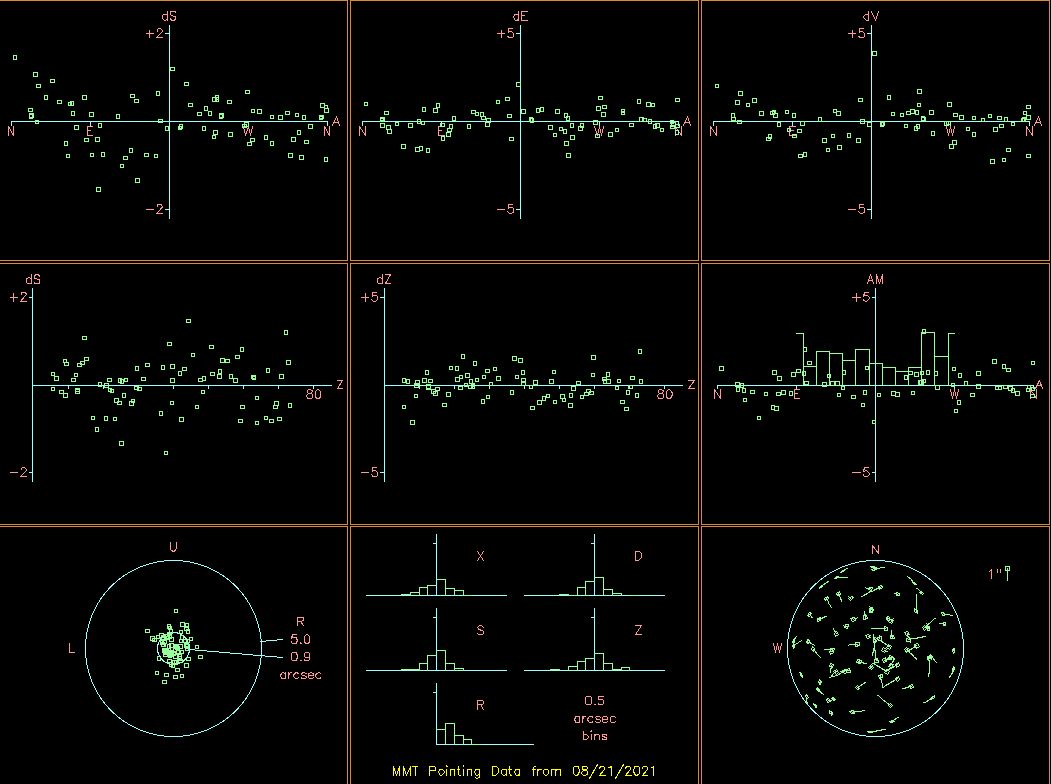 dS
+2
N E W N A
−2
dE
+5
N E W N A
−5
dV
+5
N E W N A
−5
dS
+2
Z
80
−2
dZ
+5
Z
80
−5
AM
+5
N E W N A
−5
U
L
R
5.0
0.9
arcsec
X D
S Z
R
0.5
arcsec
bins
MMT Pointing Data from 08/21/2021
N
1"
W